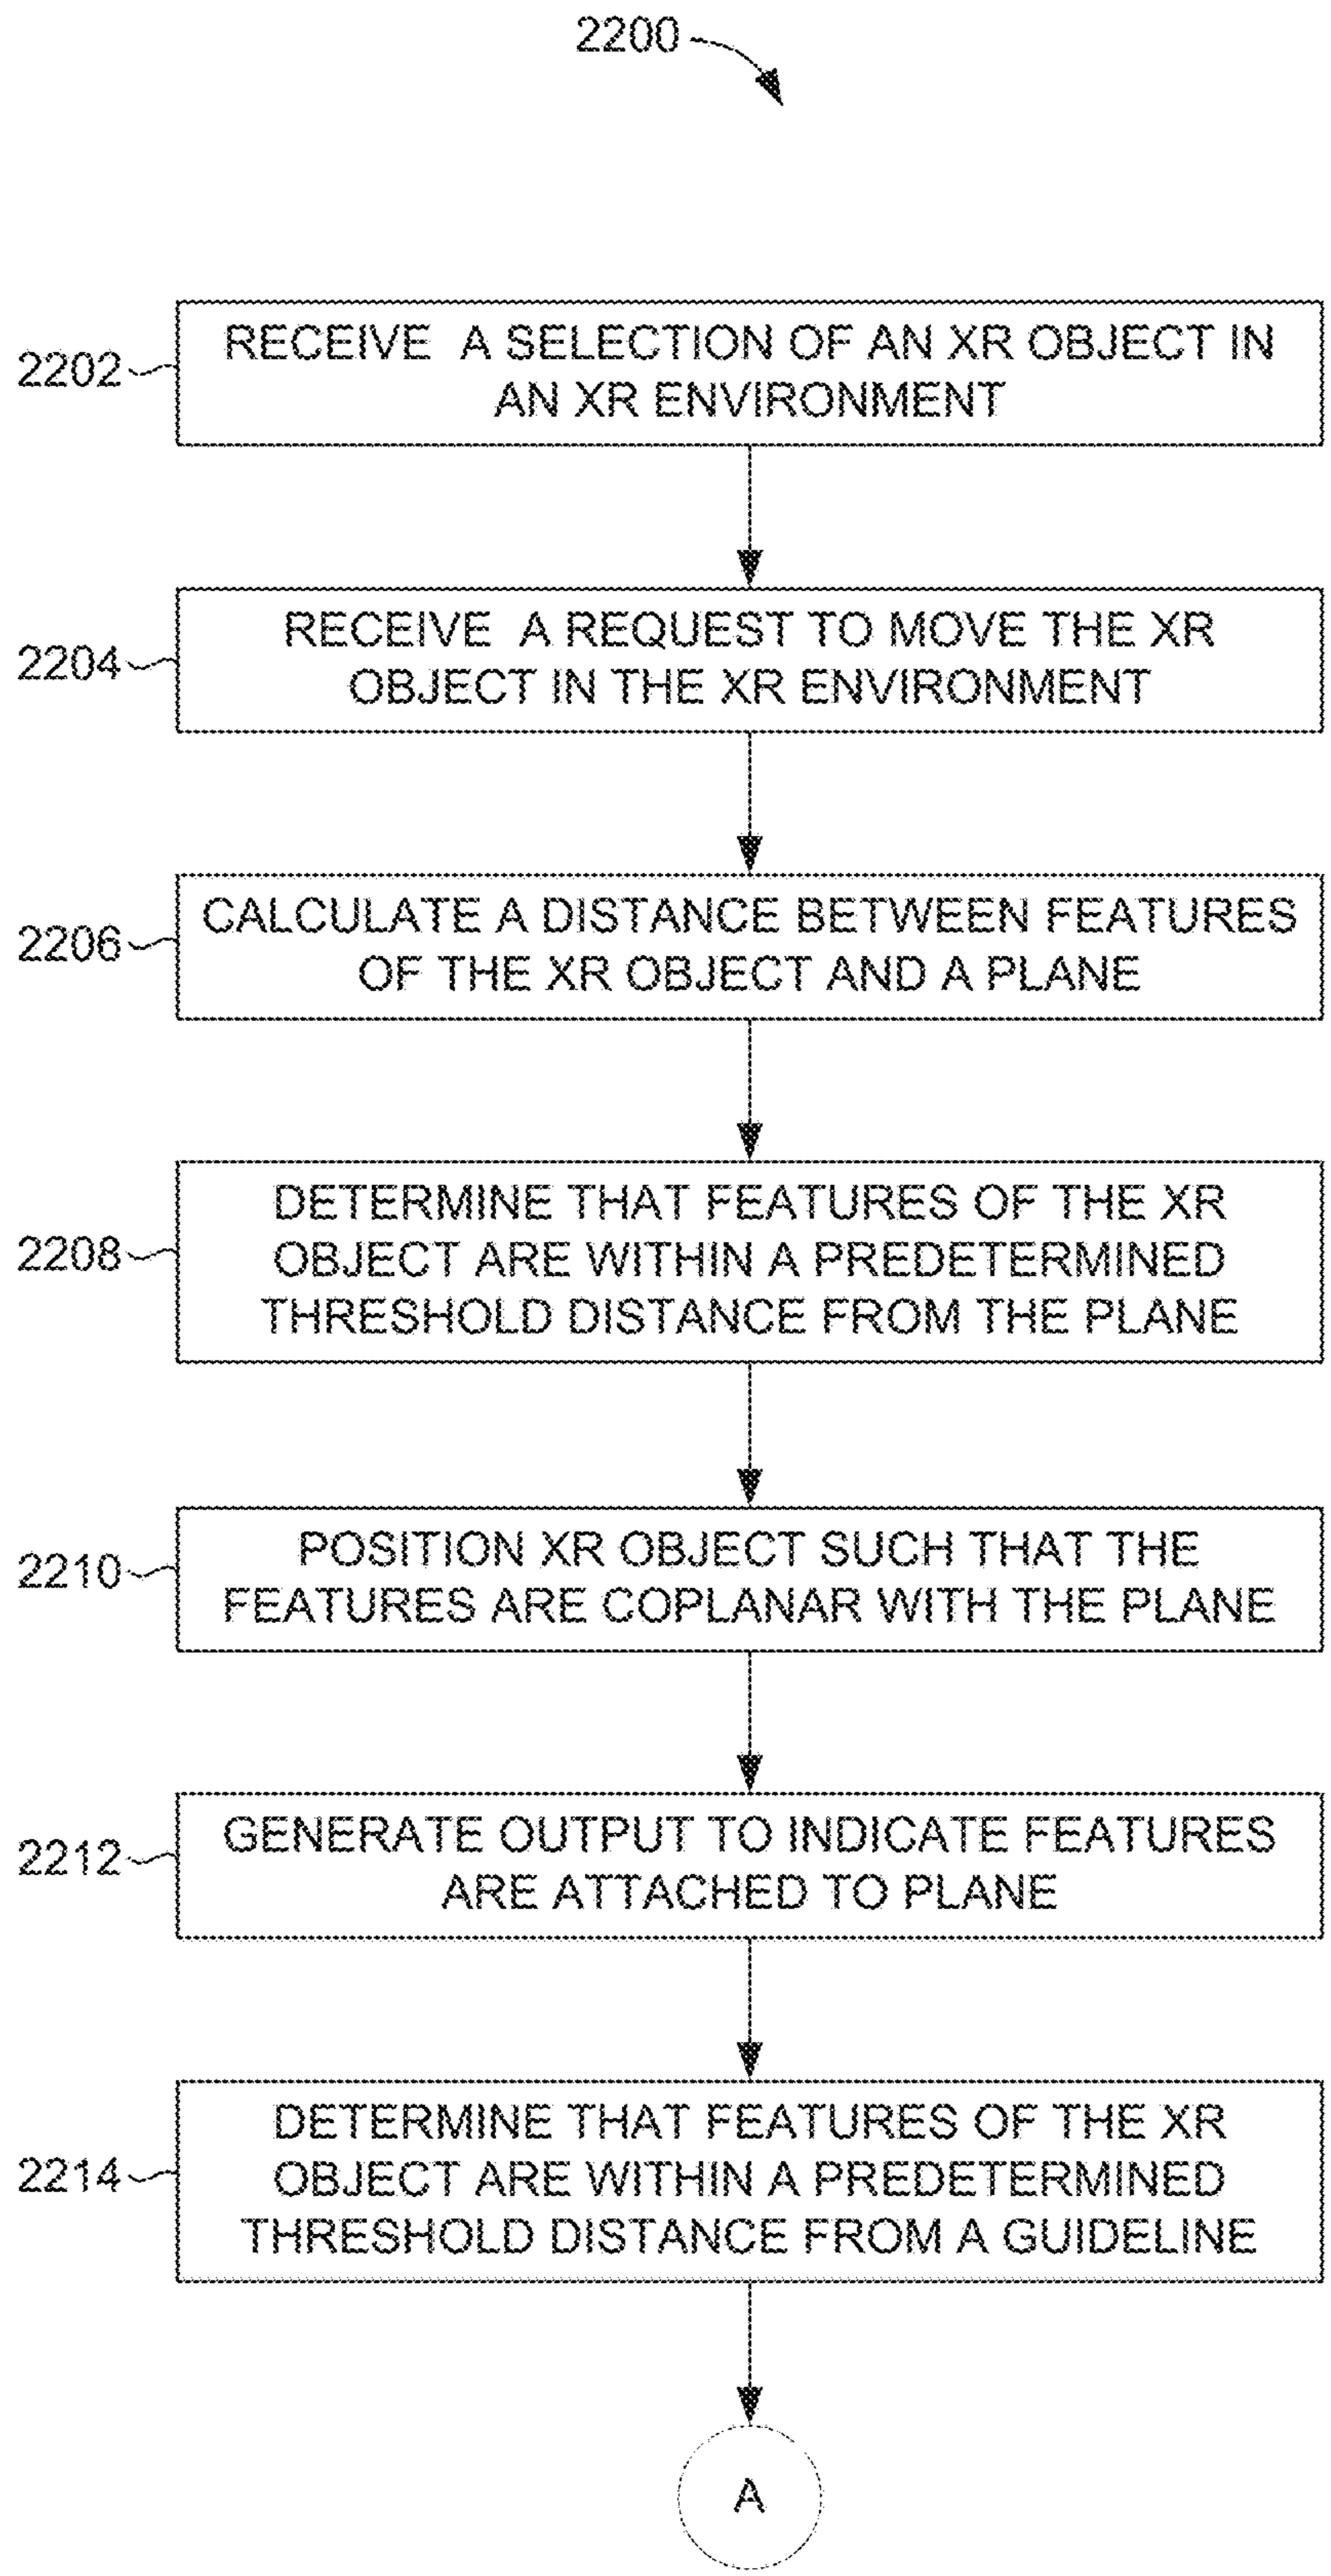 2200
2202
RECEIVE A SELECTION OF AN XR OBJECT IN
AN XR ENVIRONMENT
2204
RECEIVE A REQUEST TO MOVE THE XR
OBJECT IN THE XR ENVIRONMENT
2206
CALCULATE A DISTANCE BETWEEN FEATURES
OF THE XR OBJECT AND A PLANE
2208
DETERMINE THAT FEATURES OF THE XR
OBJECT ARE WITHIN A PREDETERMINED
THRESHOLD DISTANCE FROM THE PLANE
2210
POSITION XR OBJECT SUCH THAT THE
FEATURES ARE COPLANAR WITH THE PLANE
2212
GENERATE OUTPUT TO INDICATE FEATURES
ARE ATTACHED TO PLANE
2214
DETERMINE THAT FEATURES OF THE XR
OBJECT ARE WITHIN A PREDETERMINED
THRESHOLD DISTANCE FROM A GUIDELINE
A